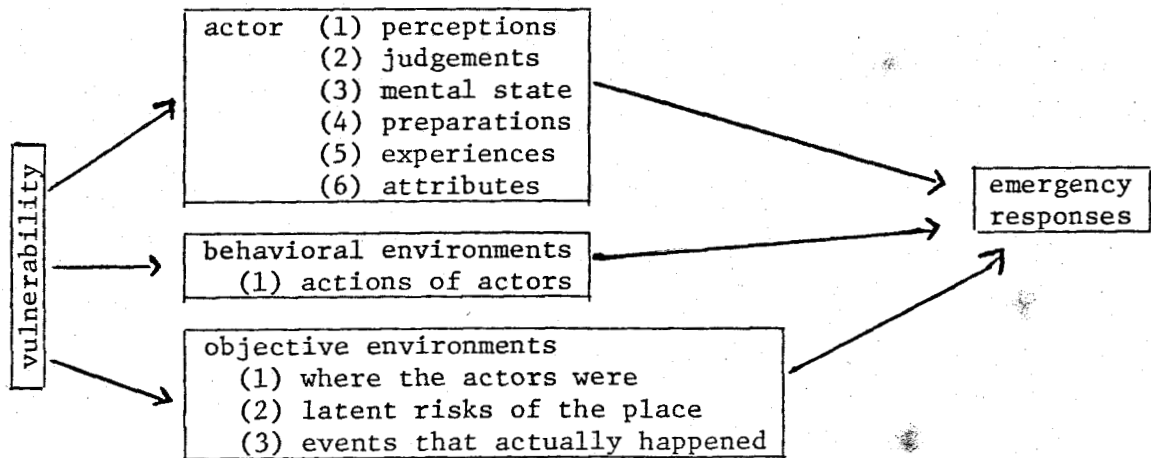 vulnerability
actor (1) perceptions
(2) judgements
(3) mental state
(4) preparations
(5) experiences
(6) attributes
behavioral environments
(1) actions of actors
objective environments
(1) where the actors were
(2) latent risks of the place
(3) events that actually happened
emergency
responses